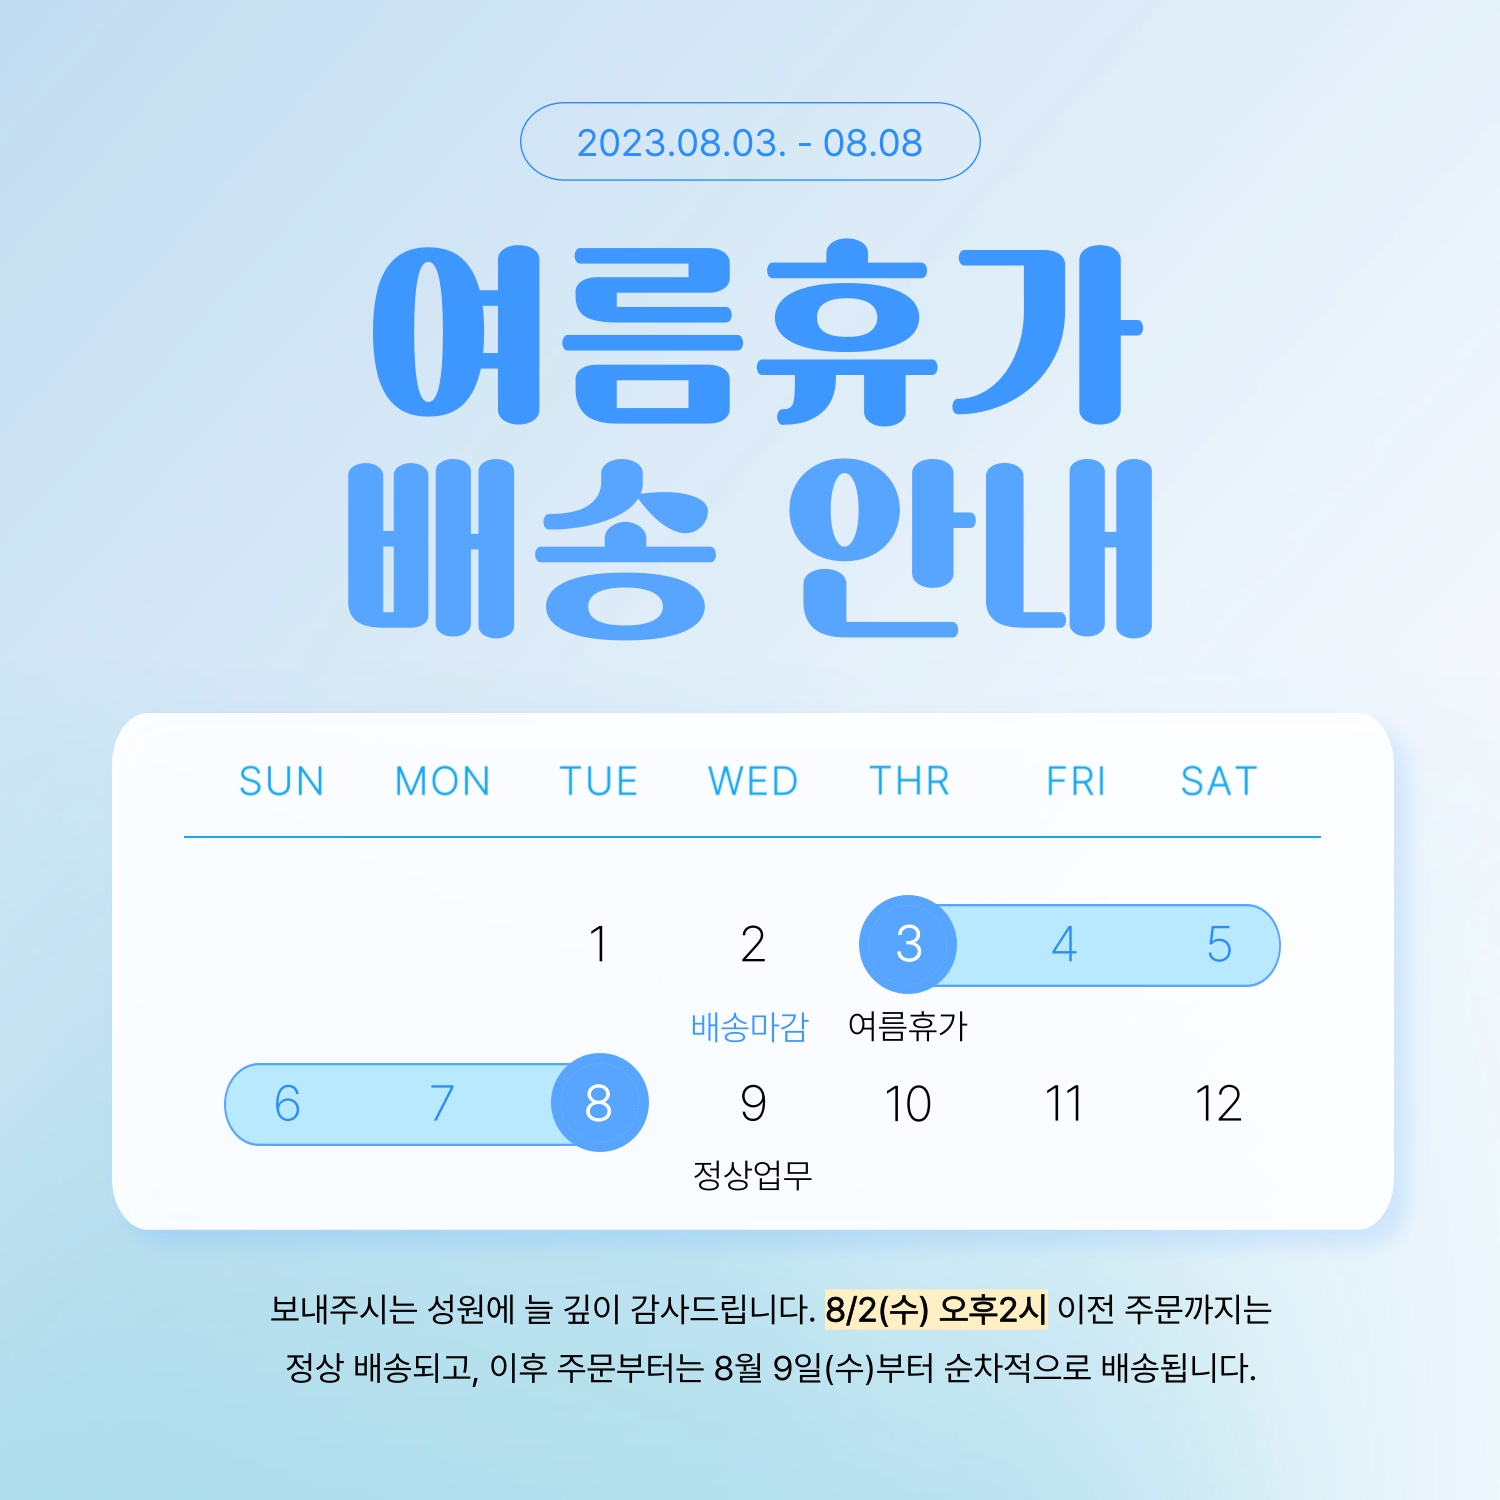 2023.08.03. - 08.08
여름휴가
배송 안내
SUN MON TUE WED THR FRI SAT
1 2 3 4 5
배송마감 여름휴가
6 7 8 9 10 11 12
정상업무
보내주시는 성원에 늘 깊이 감사드립니다. 8/2(수) 오후2시 이전 주문까지는
정상 배송되고, 이후 주문부터는 8월 9일(수)부터 순차적으로 배송됩니다.